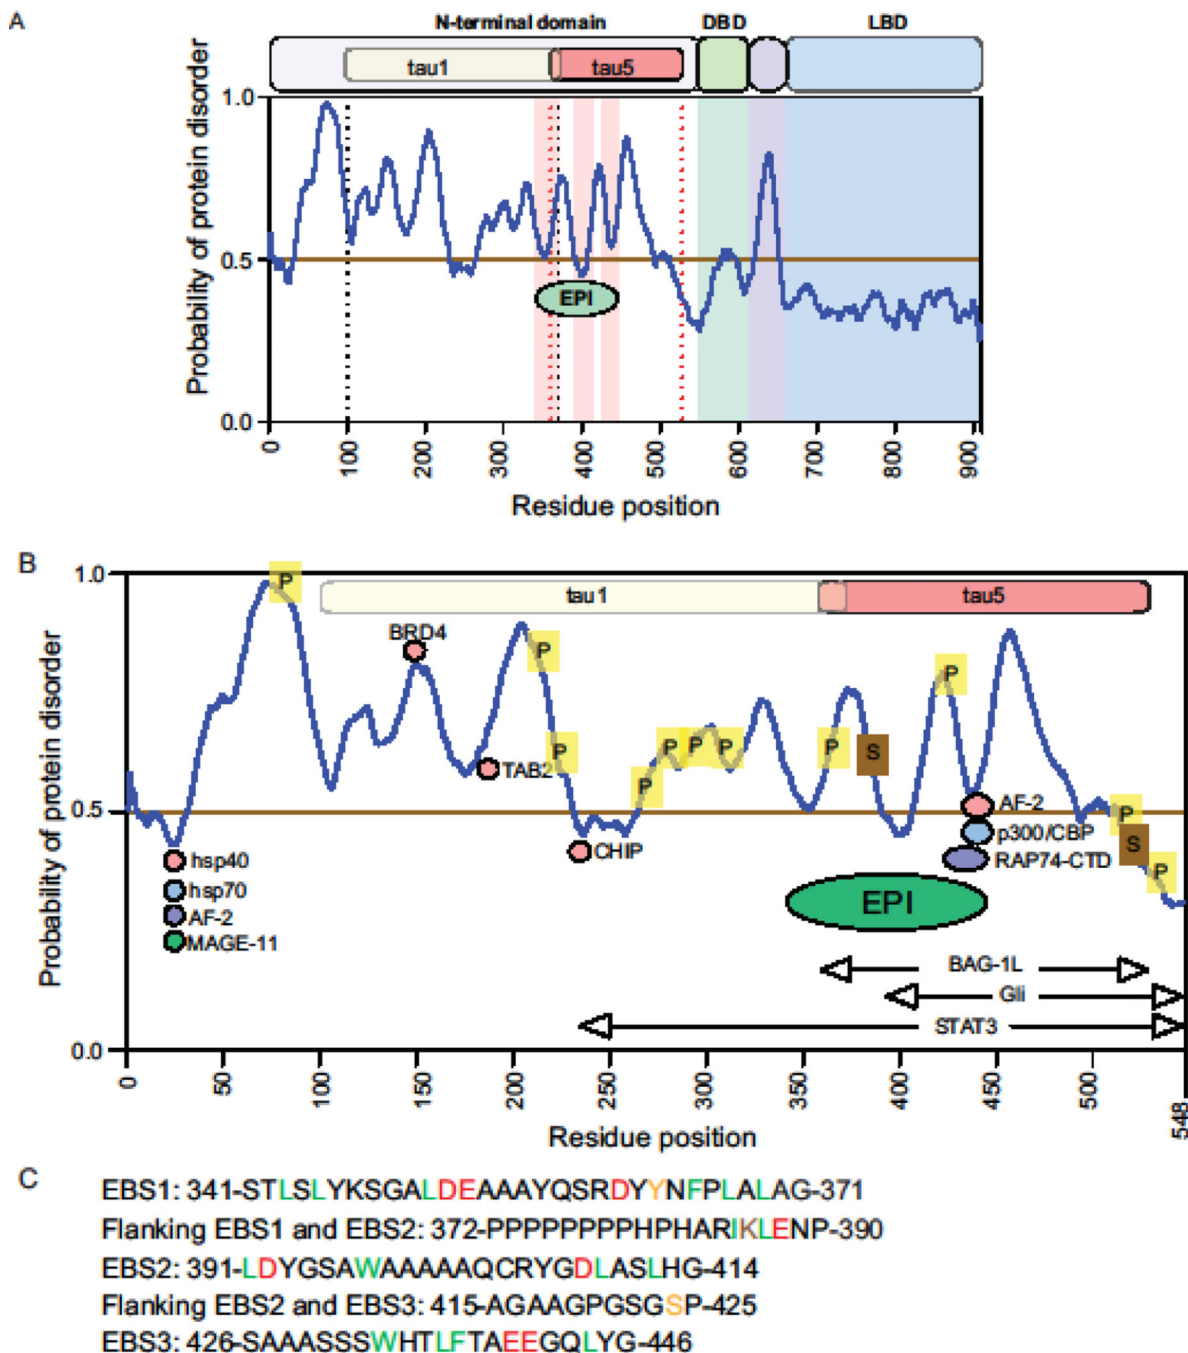 A
N-terminal domain DBD LBD
tau1 tau5
Probability of protein disorder
1.0
0.5
0.0
EPI
0 100 200 300 400 500 600 700 800 900
Residue position
B
Probability of protein disorder
1.0
0.5
0.0
tau1 tau5
P
BRD4
P
P
TAB2
P
P P P P
P
S
P
P
S
P
CHIP
hsp40
hsp70
AF-2
MAGE-11
AF-2
p300/CBP
RAP74-CTD
EPI
BAG-1L
Gli
STAT3
0 50 100 150 200 250 300 350 400 450 500 548
Residue position
C
EBS1: 341-STLSLYKSGALDEAAAYQSRDYYNFPLALAG-371
Flanking EBS1 and EBS2: 372-PPPPPPPPHPHARIKLENP-390
EBS2: 391-LDYGSAWAAAAAQCRYGDLASLHG-414
Flanking EBS2 and EBS3: 415-AGAAGPGSGSP-425
EBS3: 426-SAAASSSWHTLFTAEEGQLYG-446